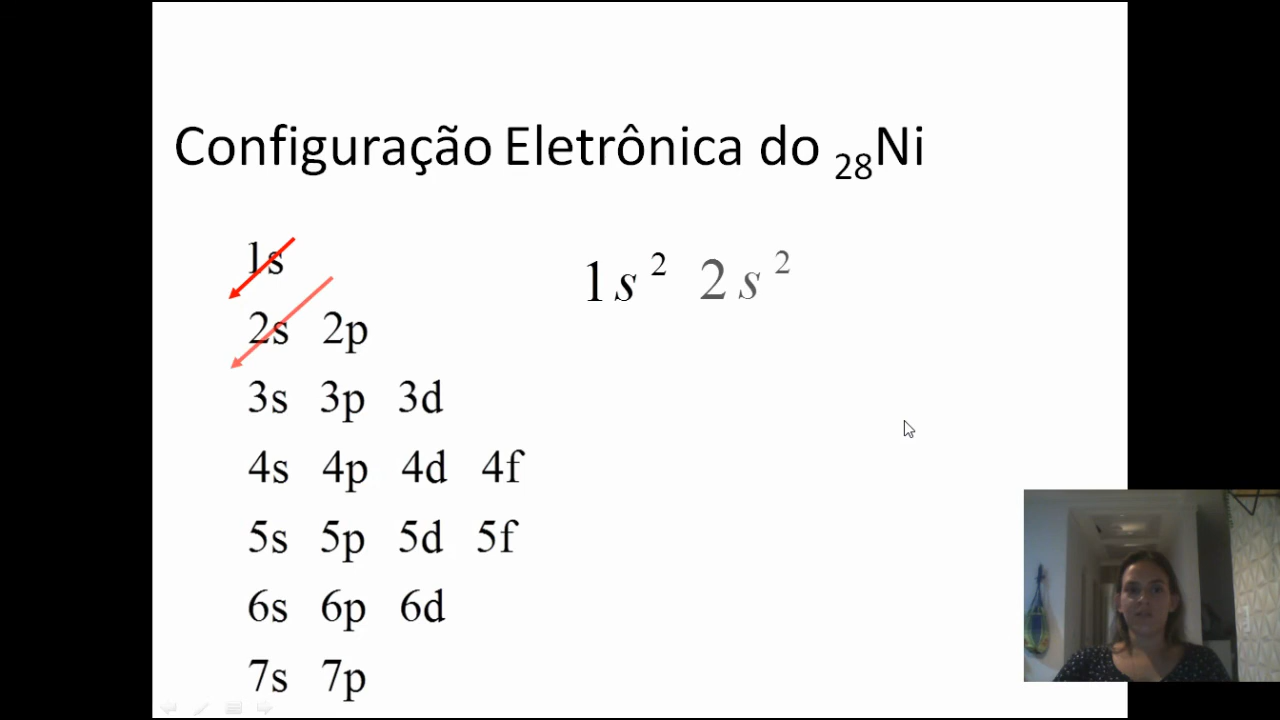 Configuração Eletrônica do ₂₈Ni
1s
1s² 2s²
2s 2p
3s 3p 3d
4s 4p 4d 4f
5s 5p 5d 5f
6s 6p 6d
7s 7p